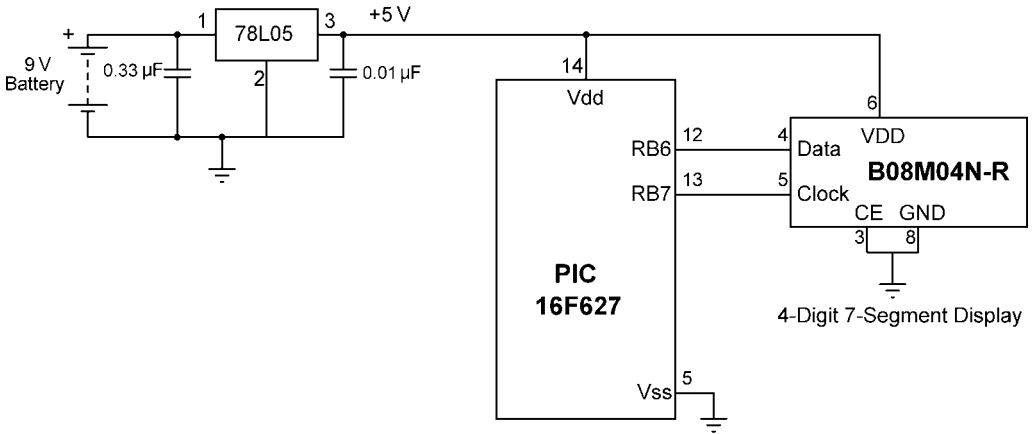 +5 V
1
78L05
3
+
9 V
Battery
0.33 µF
2
0.01 µF
14
Vdd
6
VDD
RB6
12
4
Data
B08M04N-R
RB7
13
5
Clock
CE
GND
3
8
PIC
16F627
4-Digit 7-Segment Display
Vss
5